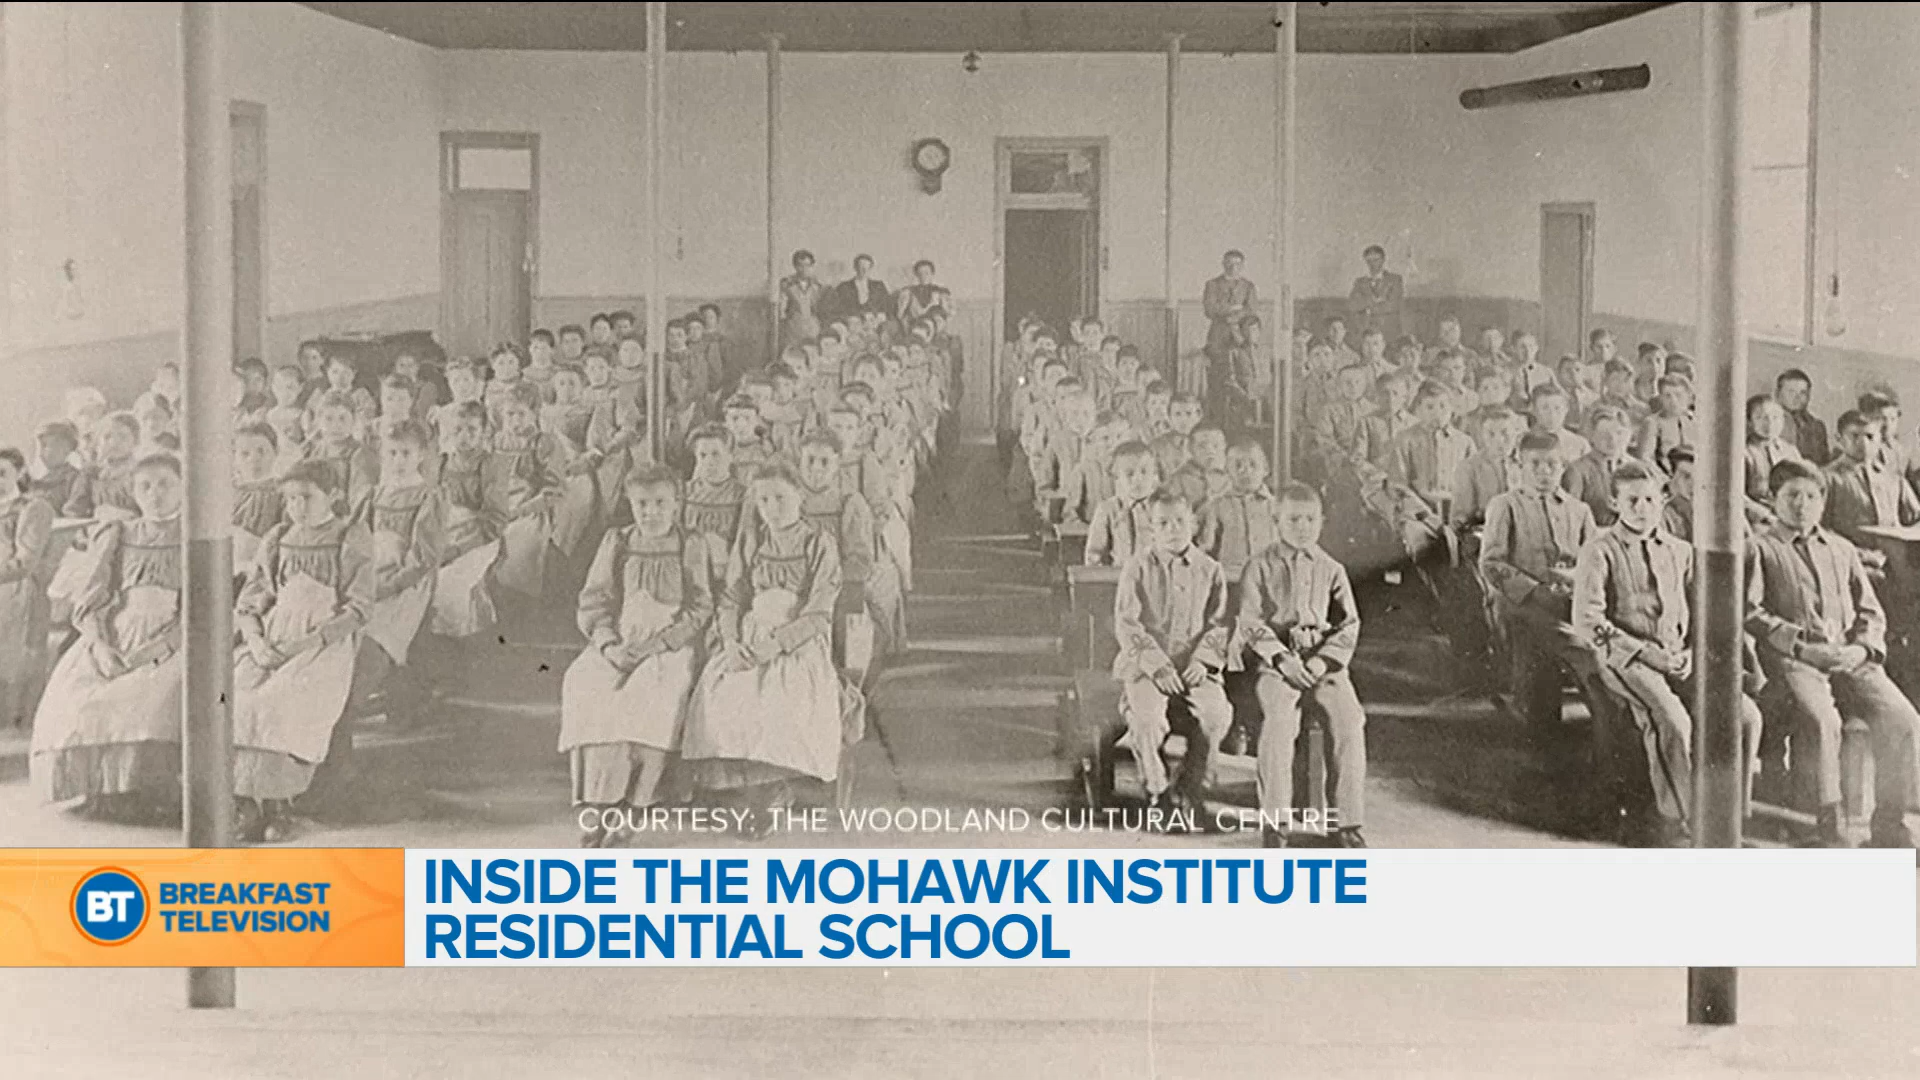 COURTESY: THE WOODLAND CULTURAL CENTRE
BT BREAKFAST TELEVISION
INSIDE THE MOHAWK INSTITUTE
RESIDENTIAL SCHOOL